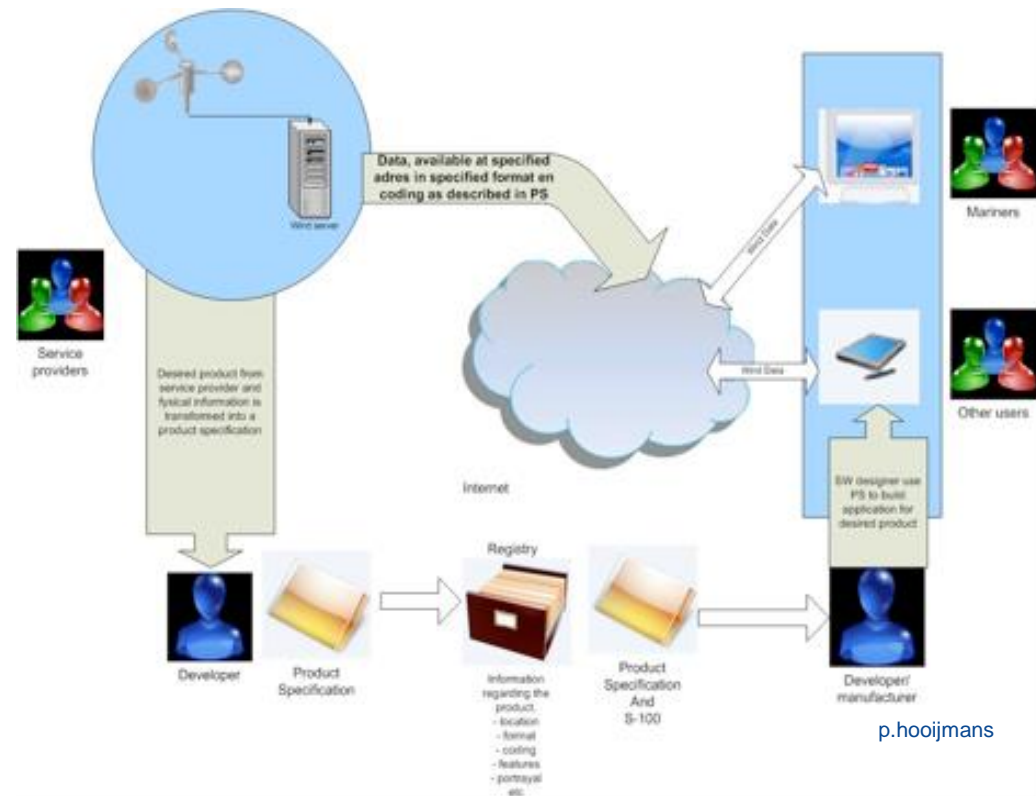 Wind server
Data, available at specified
adres in specified format en
coding as described in PS
Wind Data
Mariners
Service
providers
Desired product from
service provider and
fysical information is
transformed into a
product specification
Wind Data
Other users
Internet
SW designer use
PS to build
application for
desired product
Registry
Developer
Product
Specification
Information
regarding the
product,
- location
- format
- coding
- features
- portrayal
etc
Product
Specification
And
S-100
Developer/
manufacturer
p.hooijmans